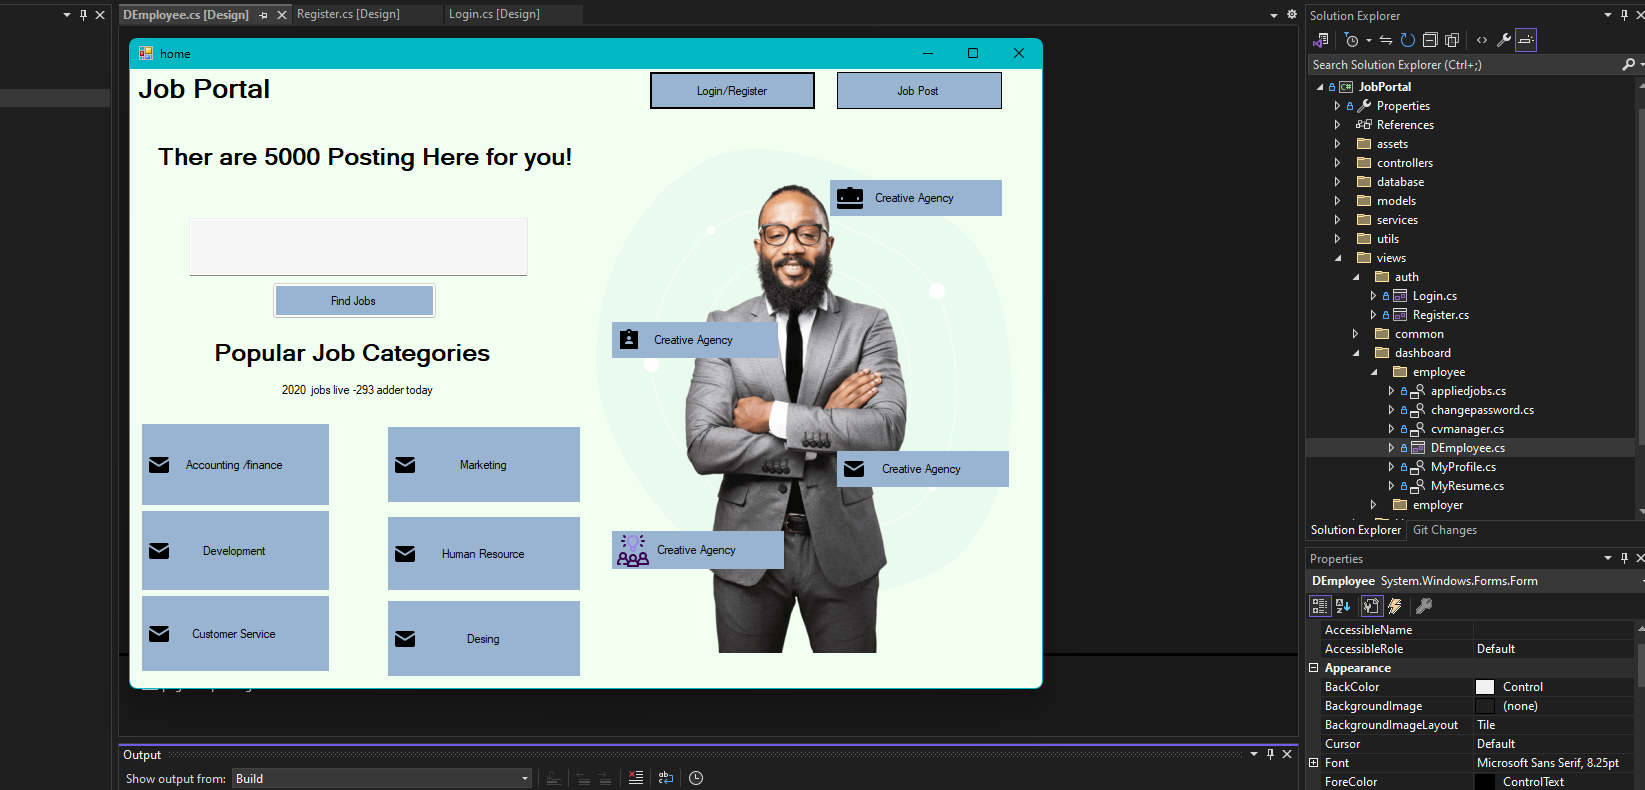 DEmployee.cs [Design]
Register.cs [Design]
Login.cs [Design]
home
Job Portal
Login/Register
Job Post
Ther are 5000 Posting Here for you!
Creative Agency
Find Jobs
Creative Agency
Popular Job Categories
2020 jobs live -293 adder today
Accounting /finance
Marketing
Creative Agency
Development
Human Resource
Creative Agency
Customer Service
Desing
Output
Show output from:
Build
Solution Explorer
Search Solution Explorer (Ctrl+;)
C# JobPortal
Properties
References
assets
controllers
database
models
services
utils
views
auth
Login.cs
Register.cs
common
dashboard
employee
appliedjobs.cs
changepassword.cs
cvmanager.cs
DEmployee.cs
MyProfile.cs
MyResume.cs
employer
Solution Explorer
Git Changes
Properties
DEmployee System.Windows.Forms.Form
AccessibleName
AccessibleRole Default
Appearance
BackColor Control
BackgroundImage (none)
BackgroundImageLayout Tile
Cursor Default
Font Microsoft Sans Serif, 8.25pt
ForeColor ControlText